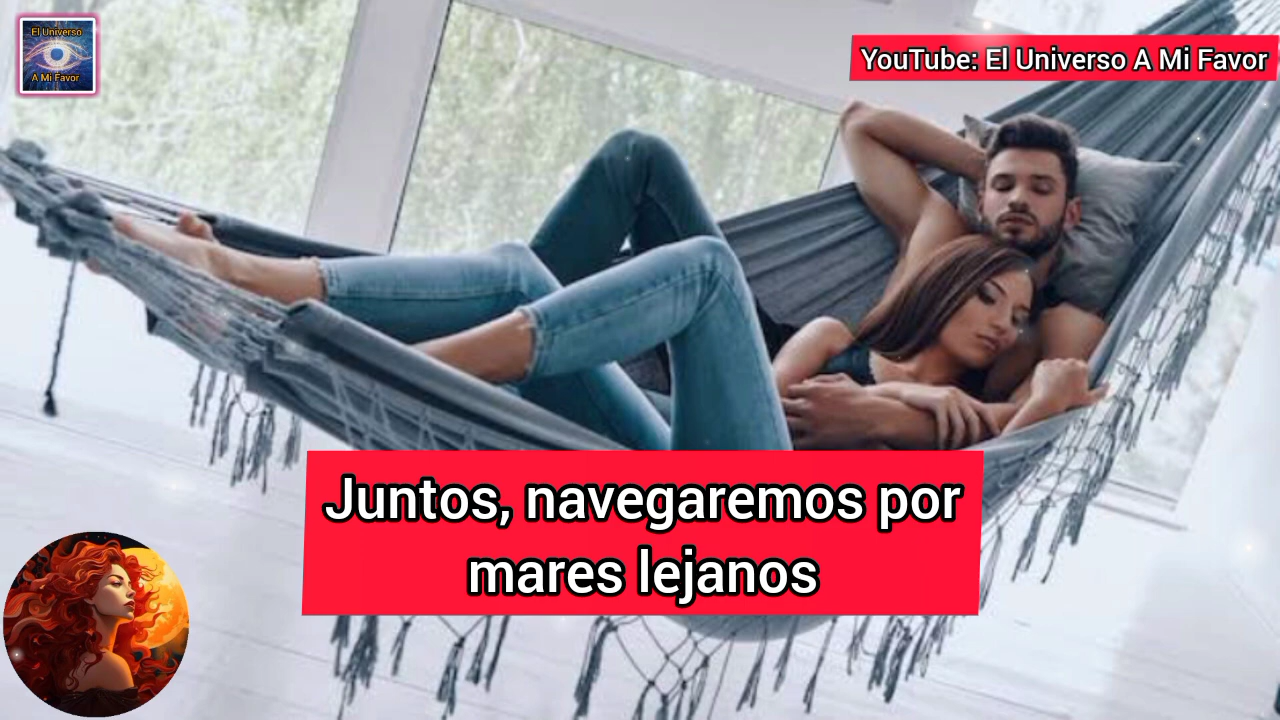 El Universo
A Mi Favor
YouTube: El Universo A Mi Favor
Juntos, navegaremos por
mares lejanos